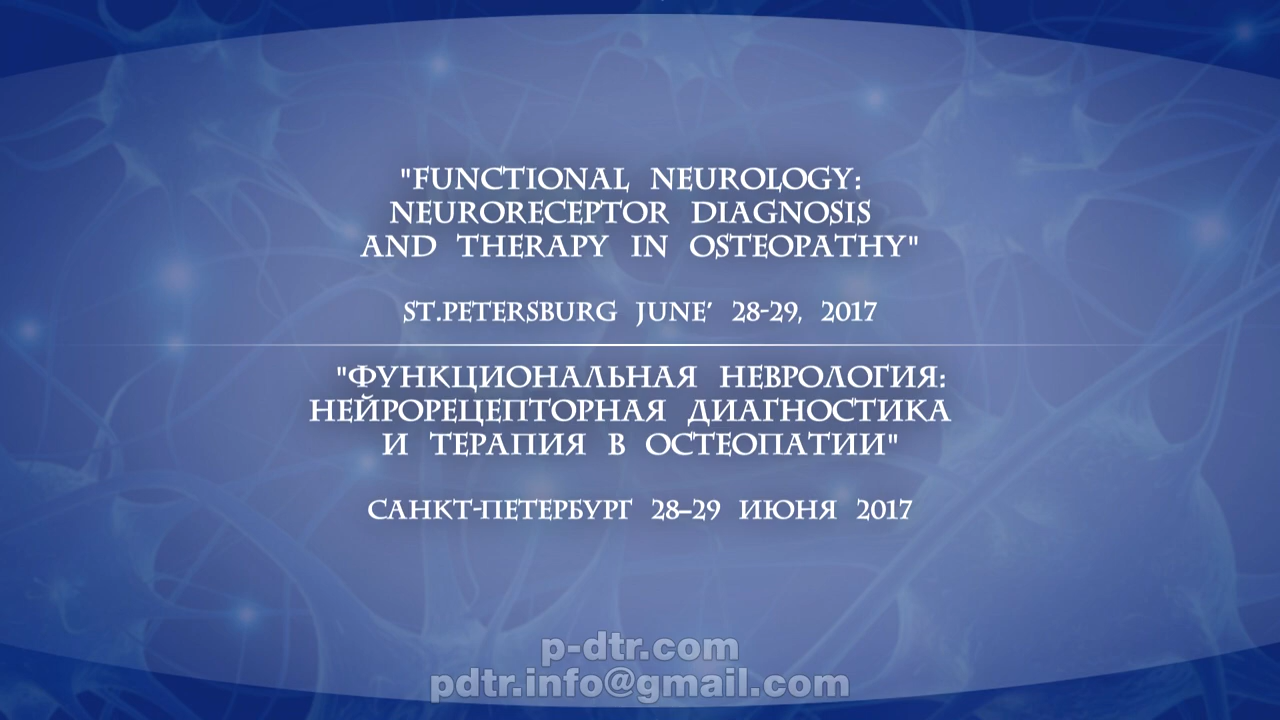 "FUNCTIONAL NEUROLOGY:
NEURORECEPTOR DIAGNOSIS
AND THERAPY IN OSTEOPATHY"
ST.PETERSBURG JUNE' 28-29, 2017
"ФУНКЦИОНАЛЬНАЯ НЕВРОЛОГИЯ:
НЕЙРОРЕЦЕПТОРНАЯ ДИАГНОСТИКА
И ТЕРАПИЯ В ОСТЕОПАТИИ"
САНКТ-ПЕТЕРБУРГ 28–29 ИЮНЯ 2017
p-dtr.com
pdtr.info@gmail.com